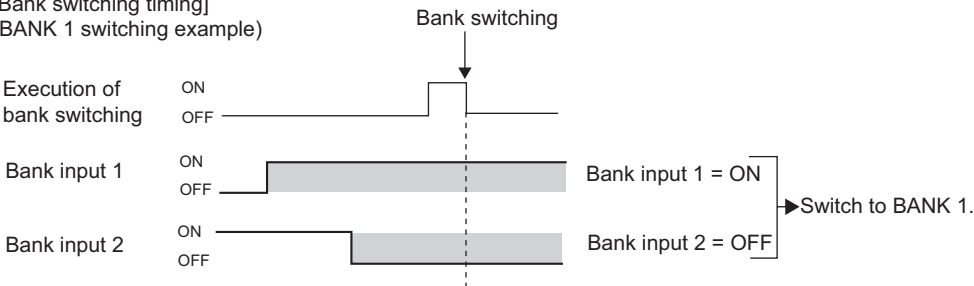 Bank switching timing]
BANK 1 switching example)
Bank switching
Execution of
bank switching
ON
OFF
Bank input 1
ON
OFF
Bank input 1 = ON
Switch to BANK 1.
Bank input 2
ON
OFF
Bank input 2 = OFF